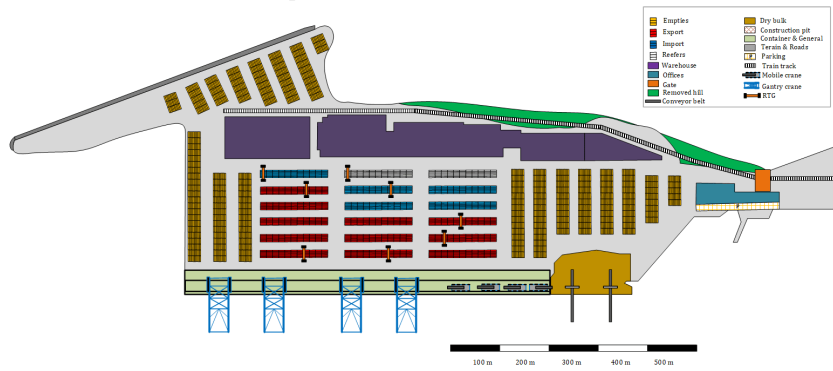 Empties
Export
Import
Reefers
Warehouse
Offices
Gate
Removed hill
Conveyor belt
Dry bulk
Construction pit
Container & General
Terain & Roads
Parking
Train track
Mobile crane
Gantry crane
RTG
100 m 200 m 300 m 400 m 500 m